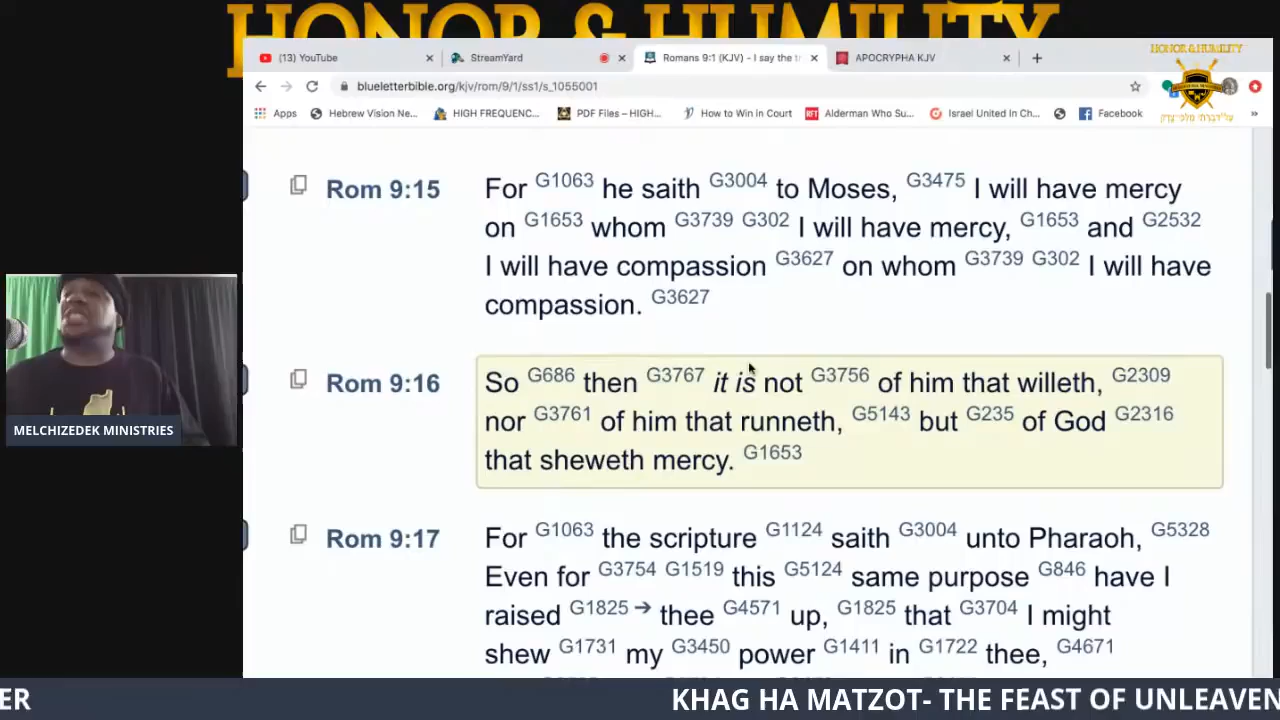 HONOR & HUMILITY
(13) YouTube
StreamYard
Romans 9:1 (KJV) - I say the tr
APOCRYPHA KJV
HONOR & HUMILITY
blueletterbible.org/kjv/rom/9/1/ss1/s_1055001
Apps
Hebrew Vision Ne...
HIGH FREQUENC...
PDF Files – HIGH...
How to Win in Court
RFT
Alderman Who Su...
Israel United In Ch...
Facebook
Rom 9:15
For G1063 he saith G3004 to Moses, G3475 I will have mercy
on G1653 whom G3739 G302 I will have mercy, G1653 and G2532
I will have compassion G3627 on whom G3739 G302 I will have
compassion. G3627
Rom 9:16
So G686 then G3767 it is not G3756 of him that willeth, G2309
nor G3761 of him that runneth, G5143 but G235 of God G2316
that sheweth mercy. G1653
Rom 9:17
For G1063 the scripture G1124 saith G3004 unto Pharaoh, G5328
Even for G3754 G1519 this G5124 same purpose G846 have I
raised G1825 → thee G4571 up, G1825 that G3704 I might
shew G1731 my G3450 power G1411 in G1722 thee, G4671
MELCHIZEDEK MINISTRIES
ER
KHAG HA MATZOT- THE FEAST OF UNLEAVEN